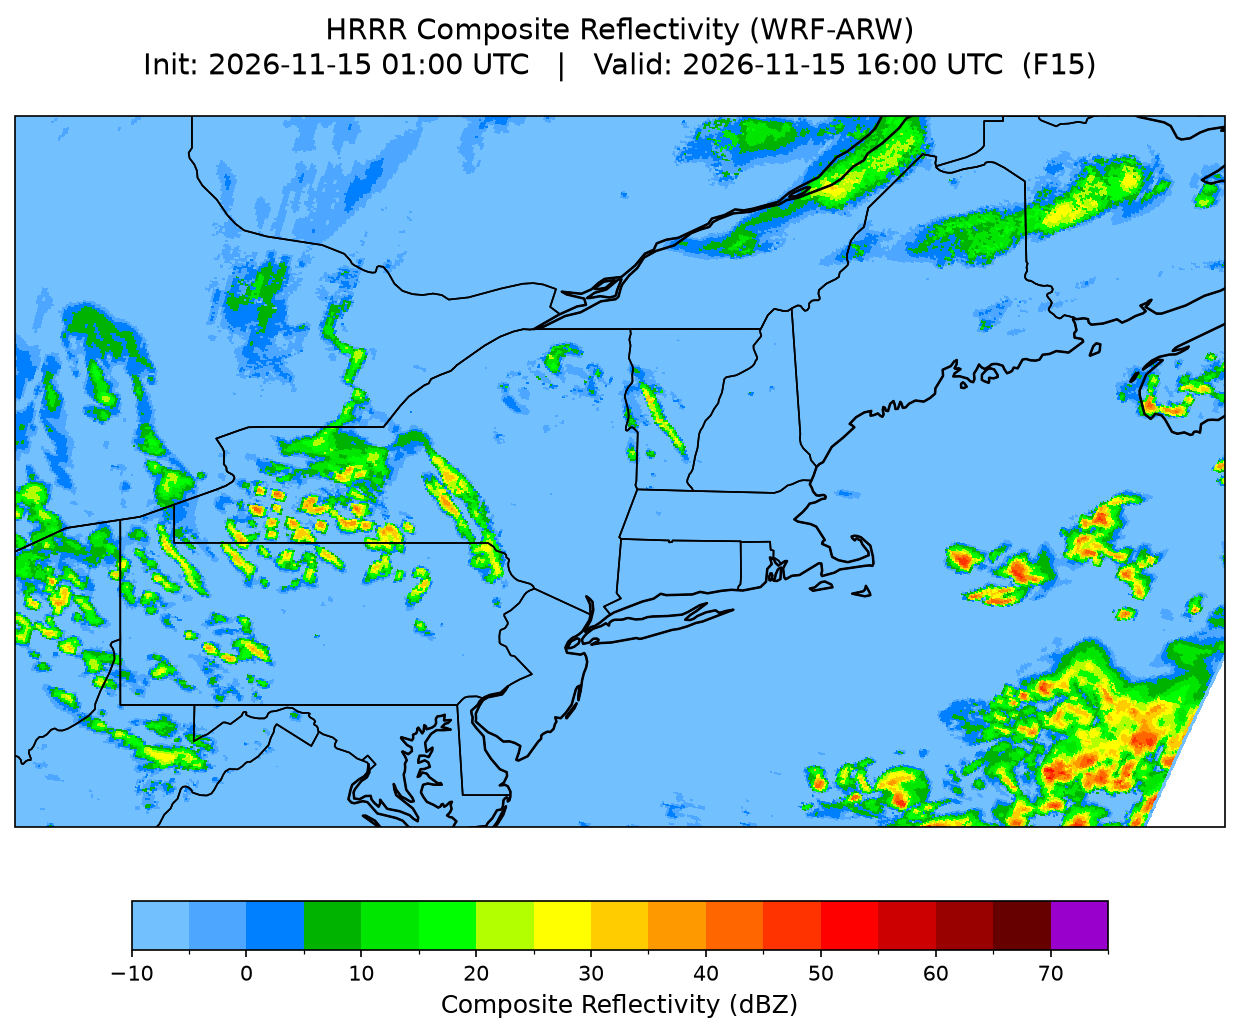 HRRR Composite Reflectivity (WRF-ARW)
Init: 2026-11-15 01:00 UTC   |   Valid: 2026-11-15 16:00 UTC  (F15)
−10 0 10 20 30 40 50 60 70
Composite Reflectivity (dBZ)